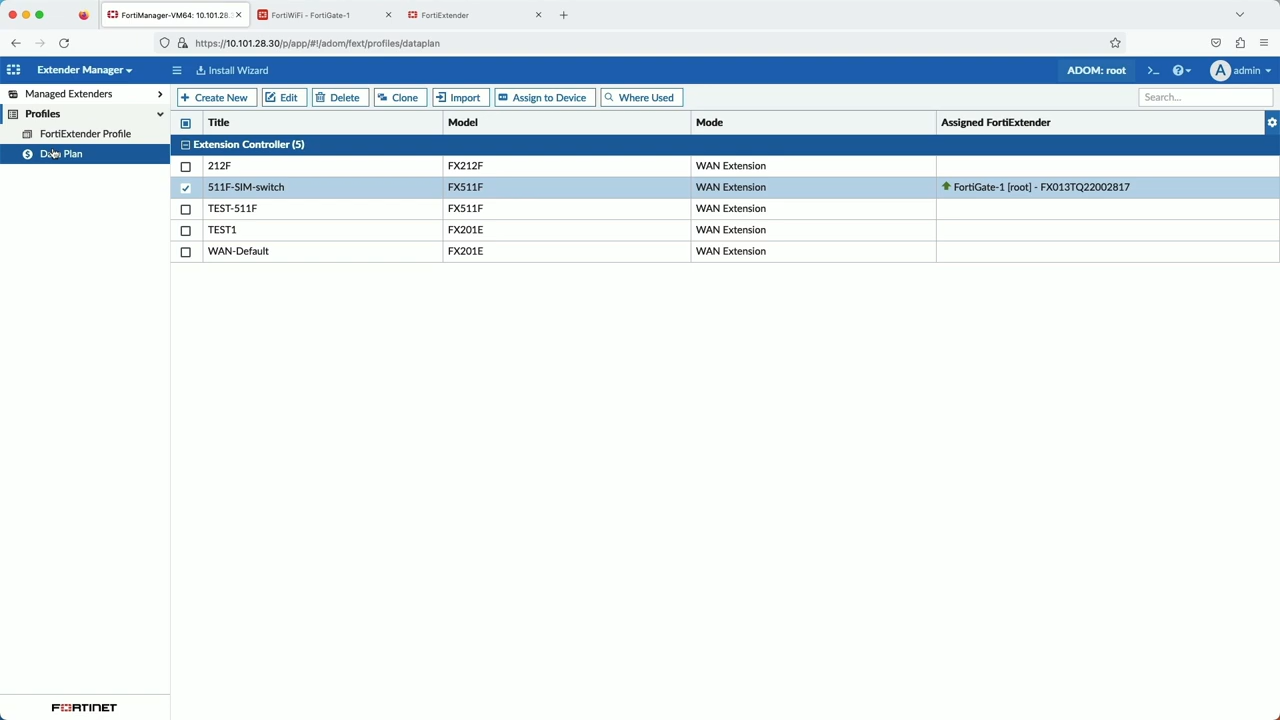 FortiManager-VM64: 10.101.28.
FortiWiFi - FortiGate-1
FortiExtender
https://10.101.28.30/p/app/#!/adom/fext/profiles/dataplan
Extender Manager
Install Wizard
ADOM: root
A
admin
Managed Extenders
Profiles
FortiExtender Profile
Data Plan
Create New
Edit
Delete
Clone
Import
Assign to Device
Where Used
Search...
Title Model Mode Assigned FortiExtender
Extension Controller (5)
212F FX212F WAN Extension
511F-SIM-switch FX511F WAN Extension FortiGate-1 [root] - FX013TQ22002817
TEST-511F FX511F WAN Extension
TEST1 FX201E WAN Extension
WAN-Default FX201E WAN Extension
FORTINET